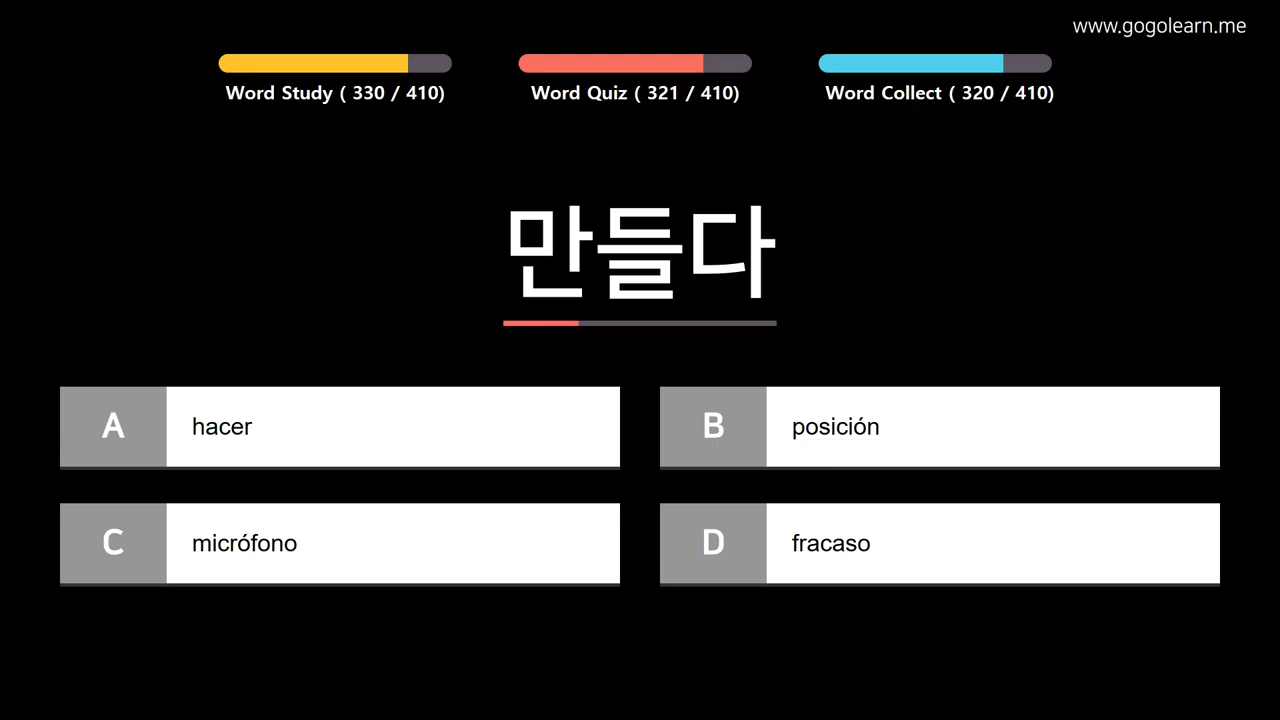 www.gogolearn.me
Word Study ( 330 / 410)
Word Quiz ( 321 / 410)
Word Collect ( 320 / 410)
만들다
A hacer
B posición
C micrófono
D fracaso